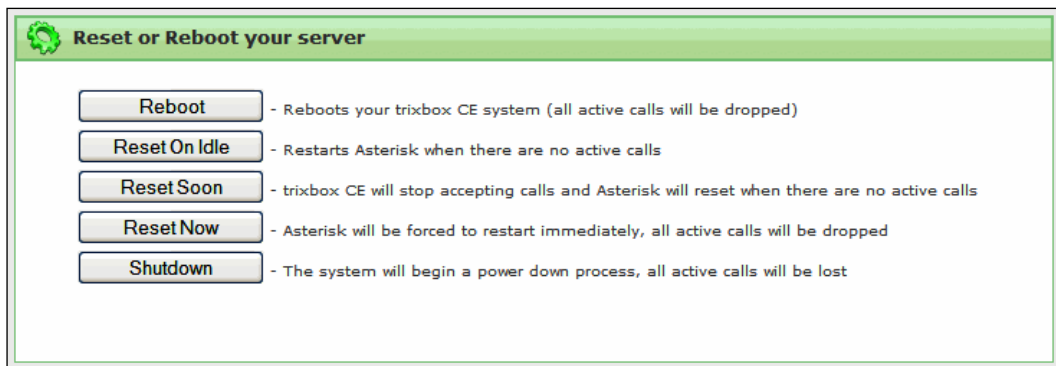 Reset or Reboot your server
Reboot - Reboots your trixbox CE system (all active calls will be dropped)
Reset On Idle - Restarts Asterisk when there are no active calls
Reset Soon - trixbox CE will stop accepting calls and Asterisk will reset when there are no active calls
Reset Now - Asterisk will be forced to restart immediately, all active calls will be dropped
Shutdown - The system will begin a power down process, all active calls will be lost